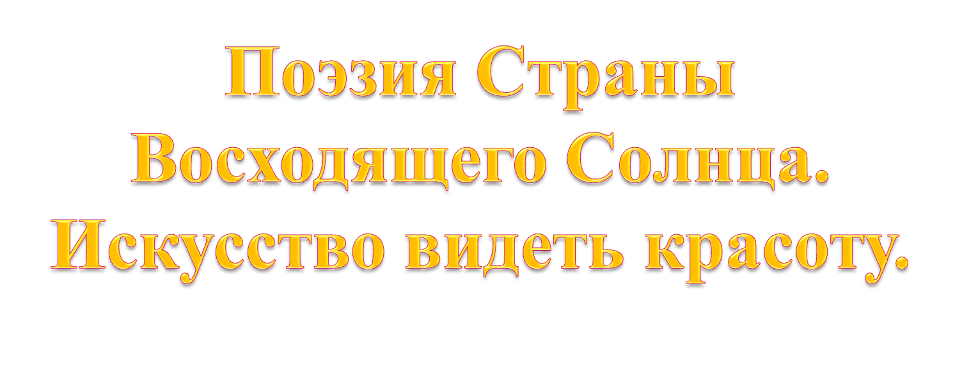 Поэзия Страны
Восходящего Солнца.
Искусство видеть красоту.